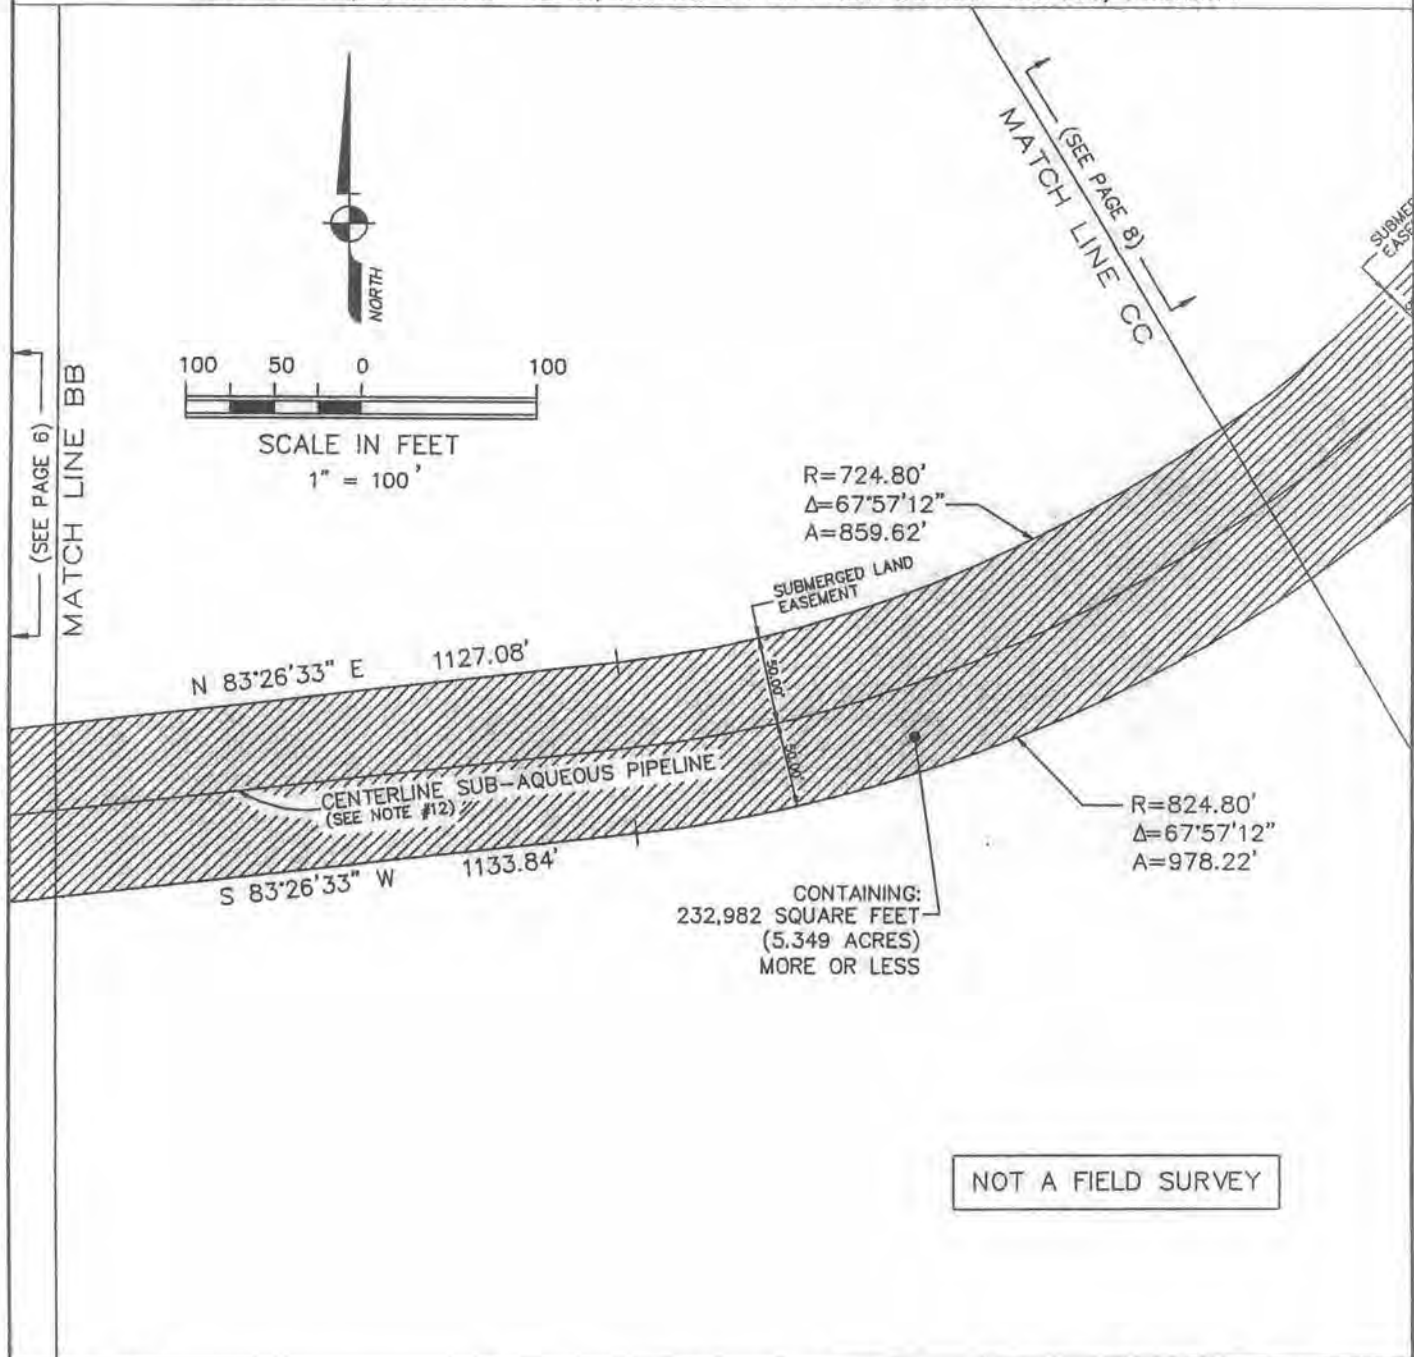 NORTH
100 50 0 100
SCALE IN FEET
1" = 100'
(SEE PAGE 6)
MATCH LINE BB
(SEE PAGE 8)
MATCH LINE CC
R=724.80'
Δ=67°57'12"
A=859.62'
SUBMERGED LAND
EASEMENT
N 83°26'33" E 1127.08'
50.00'
50.00'
CENTERLINE SUB-AQUEOUS PIPELINE
(SEE NOTE #12)
S 83°26'33" W 1133.84'
R=824.80'
Δ=67°57'12"
A=978.22'
CONTAINING:
232,982 SQUARE FEET
(5.349 ACRES)
MORE OR LESS
NOT A FIELD SURVEY